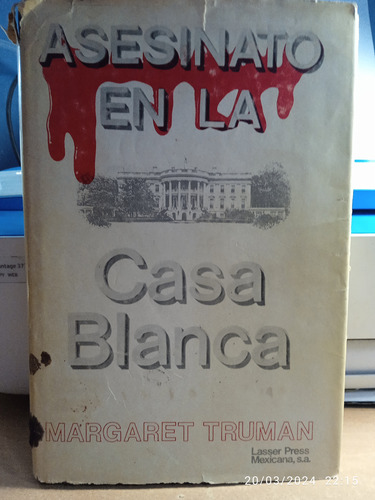 ASESINATO
EN LA
Casa
Blanca
MARGARET TRUMAN
Lasser Press
Mexicana, s.a.
20/03/2024 22:15